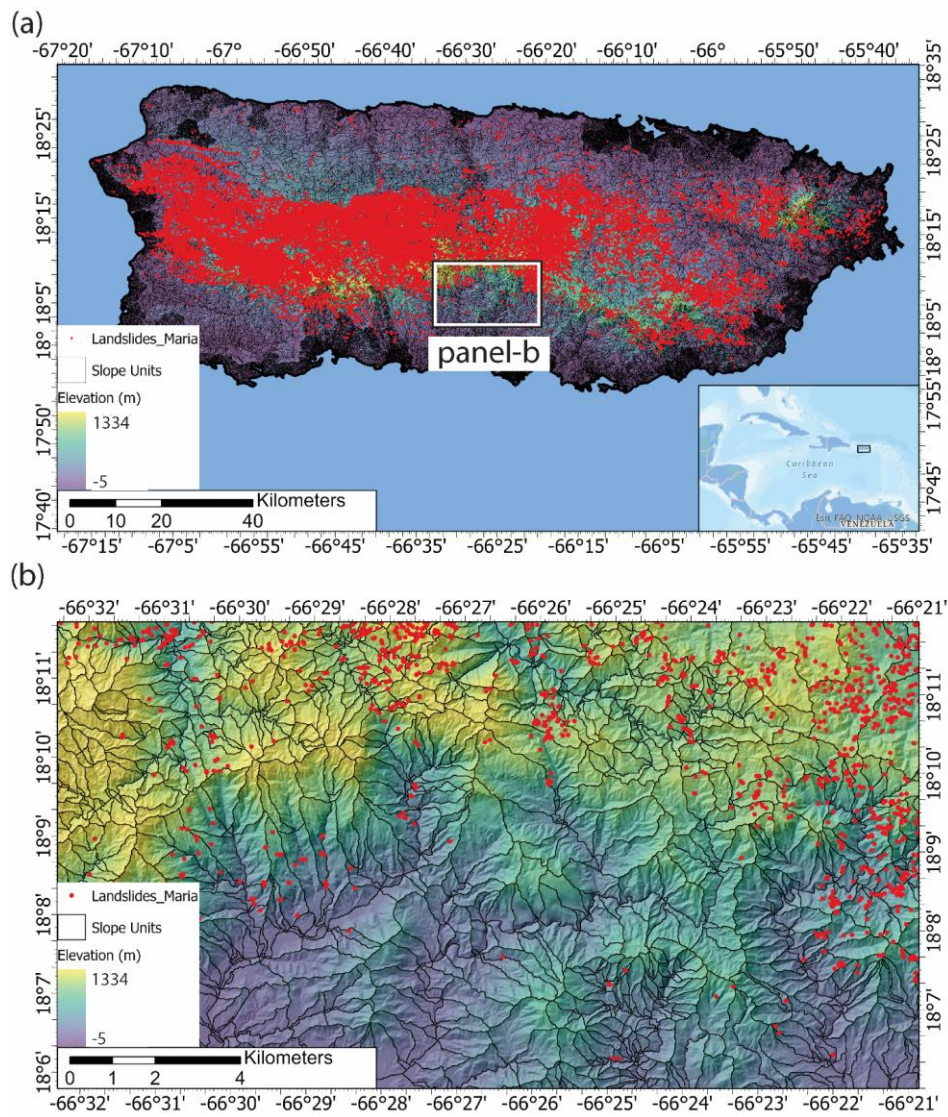 (a)
-67°20' -67°10' -67° -66°50' -66°40' -66°30' -66°20' -66°10' -66° -65°50' -65°40'
18°35'
18°25' 18°25'
18°15' 18°15'
18°5' 18°5'
18° 18°
17°55'
17°50'
17°45'
17°40'
panel-b
Landslides_Maria
Slope Units
Elevation (m)
1334
-5
Kilometers
0 10 20 40
Caribbean
Sea
Esri, FAO, NOAA, USGS
VENEZUELA
-67°15' -67°5' -66°55' -66°45' -66°35' -66°25' -66°15' -66°5' -65°55' -65°45' -65°35'
(b)
-66°32' -66°31' -66°30' -66°29' -66°28' -66°27' -66°26' -66°25' -66°24' -66°23' -66°22' -66°21'
18°11' 18°11'
18°10' 18°10'
18°9' 18°9'
18°8' 18°8'
18°7' 18°7'
18°6' 18°6'
Landslides_Maria
Slope Units
Elevation (m)
1334
-5
Kilometers
0 1 2 4
-66°32' -66°31' -66°30' -66°29' -66°28' -66°27' -66°26' -66°25' -66°24' -66°23' -66°22' -66°21'